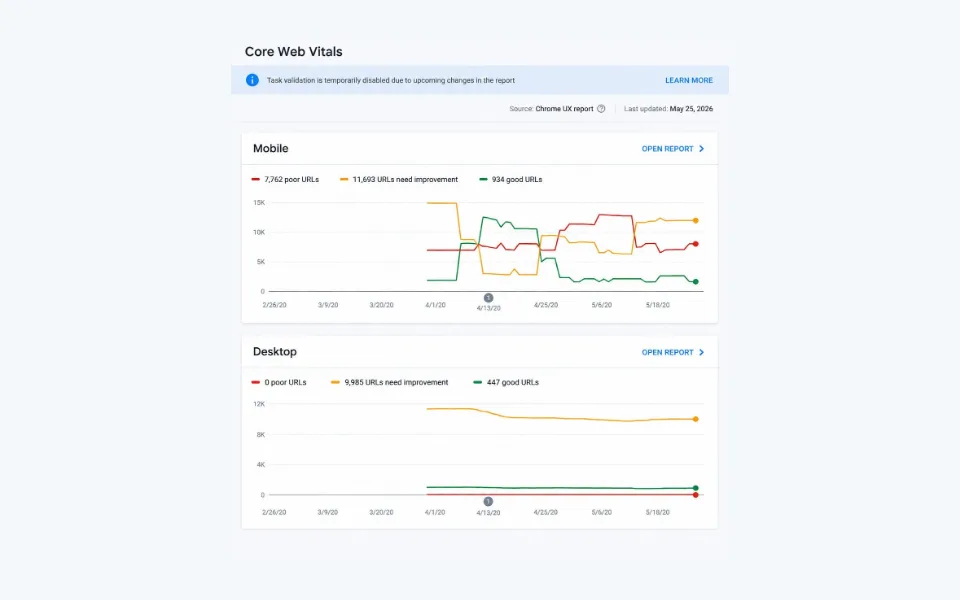 Core Web Vitals
Task validation is temporarily disabled due to upcoming changes in the report LEARN MORE
Source: Chrome UX report Last updated: May 25, 2026
Mobile OPEN REPORT
7,762 poor URLs 11,693 URLs need improvement 934 good URLs
15K
10K
5K
0
2/26/20 3/9/20 3/20/20 4/1/20 4/13/20 4/25/20 5/6/20 5/18/20
1
Desktop OPEN REPORT
0 poor URLs 9,985 URLs need improvement 447 good URLs
12K
8K
4K
0
1
2/26/20 3/9/20 3/20/20 4/1/20 4/13/20 4/25/20 5/6/20 5/18/20